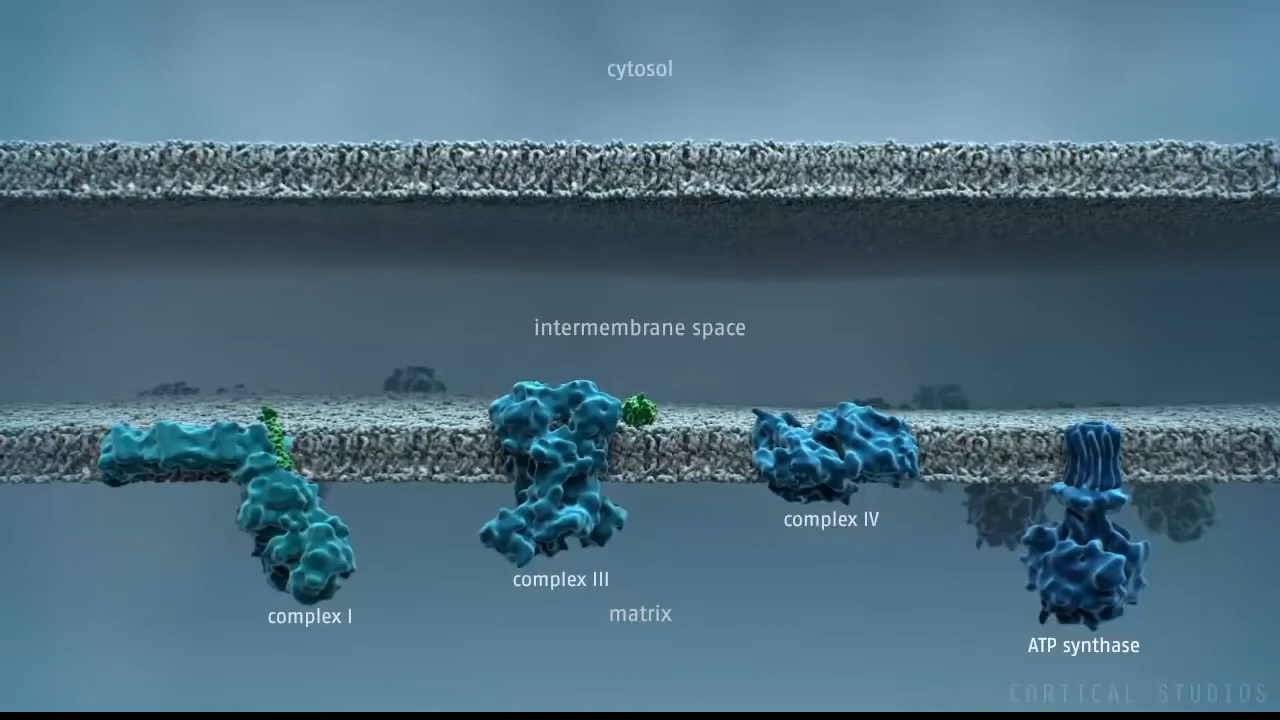 cytosol
intermembrane space
complex IV
complex III
matrix
complex I
ATP synthase
CORTICAL STUDIOS